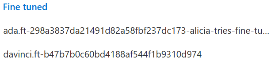 Fine tuned
ada.ft-298a3837da21491d82a58fbf237dc173-alicia-tries-fine-tu...
davinci.ft-b47b7b0c60bd4188af544f1b9310d974